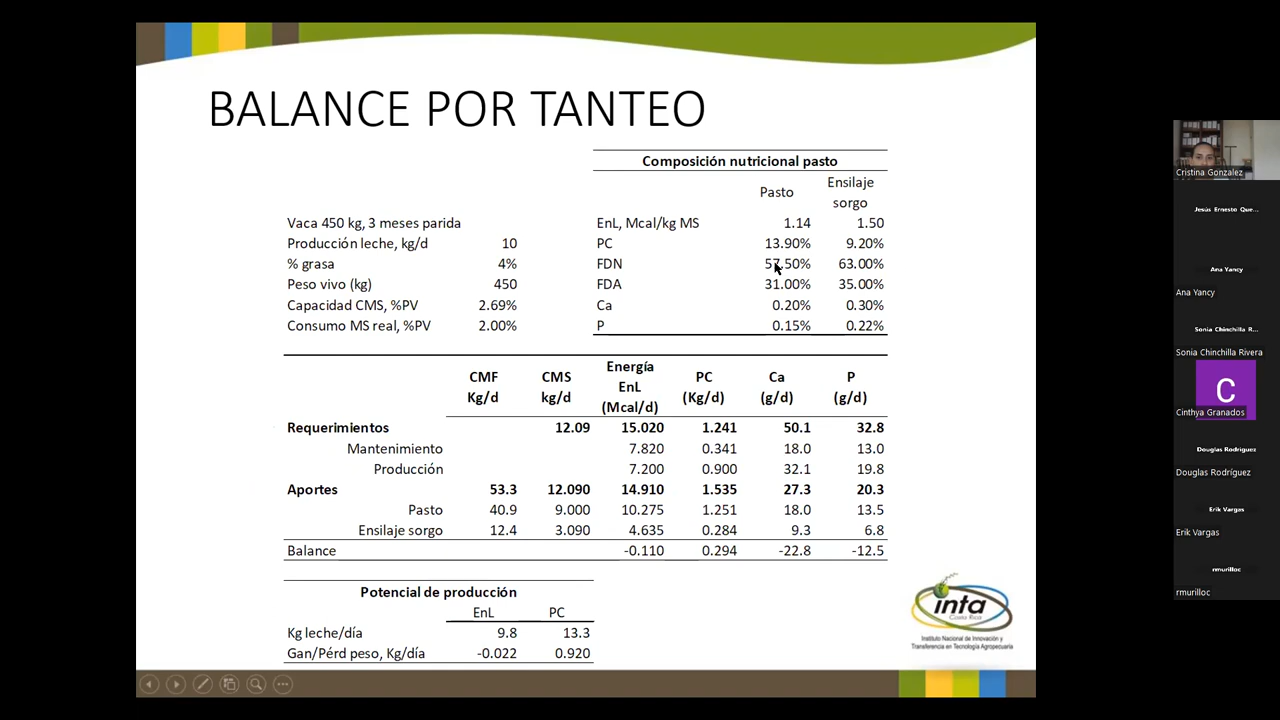 BALANCE POR TANTEO
Composición nutricional pasto
Pasto Ensilaje sorgo
Vaca 450 kg, 3 meses parida EnL, Mcal/kg MS 1.14 1.50
Producción leche, kg/d 10 PC 13.90% 9.20%
% grasa 4% FDN 57.50% 63.00%
Peso vivo (kg) 450 FDA 31.00% 35.00%
Capacidad CMS, %PV 2.69% Ca 0.20% 0.30%
Consumo MS real, %PV 2.00% P 0.15% 0.22%
CMF Kg/d CMS kg/d Energía EnL (Mcal/d) PC (Kg/d) Ca (g/d) P (g/d)
Requerimientos 12.09 15.020 1.241 50.1 32.8
Mantenimiento 7.820 0.341 18.0 13.0
Producción 7.200 0.900 32.1 19.8
Aportes 53.3 12.090 14.910 1.535 27.3 20.3
Pasto 40.9 9.000 10.275 1.251 18.0 13.5
Ensilaje sorgo 12.4 3.090 4.635 0.284 9.3 6.8
Balance -0.110 0.294 -22.8 -12.5
Potencial de producción
EnL PC
Kg leche/día 9.8 13.3
Gan/Pérd peso, Kg/día -0.022 0.920
inta
Costa Rica
Instituto Nacional de Innovación y
Transferencia en Tecnología Agropecuaria
Cristina Gonzalez
Jesús Ernesto Que...
Ana Yancy
Ana Yancy
Sonia Chinchilla R...
Sonia Chinchilla Rivera
C
Cinthya Granados
Douglas Rodríguez
Douglas Rodríguez
Erik Vargas
Erik Vargas
rmurilloc
rmurilloc